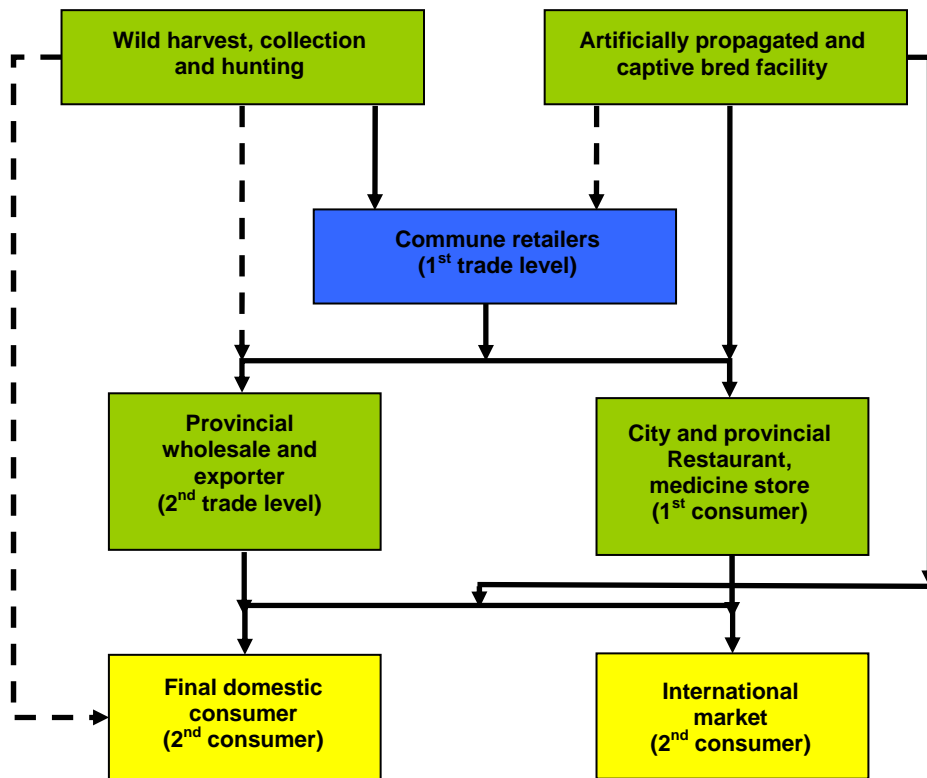 Wild harvest, collection
and hunting
Artificially propagated and
captive bred facility
Commune retailers
(1st trade level)
Provincial
wholesale and
exporter
(2nd trade level)
City and provincial
Restaurant,
medicine store
(1st consumer)
Final domestic
consumer
(2nd consumer)
International
market
(2nd consumer)